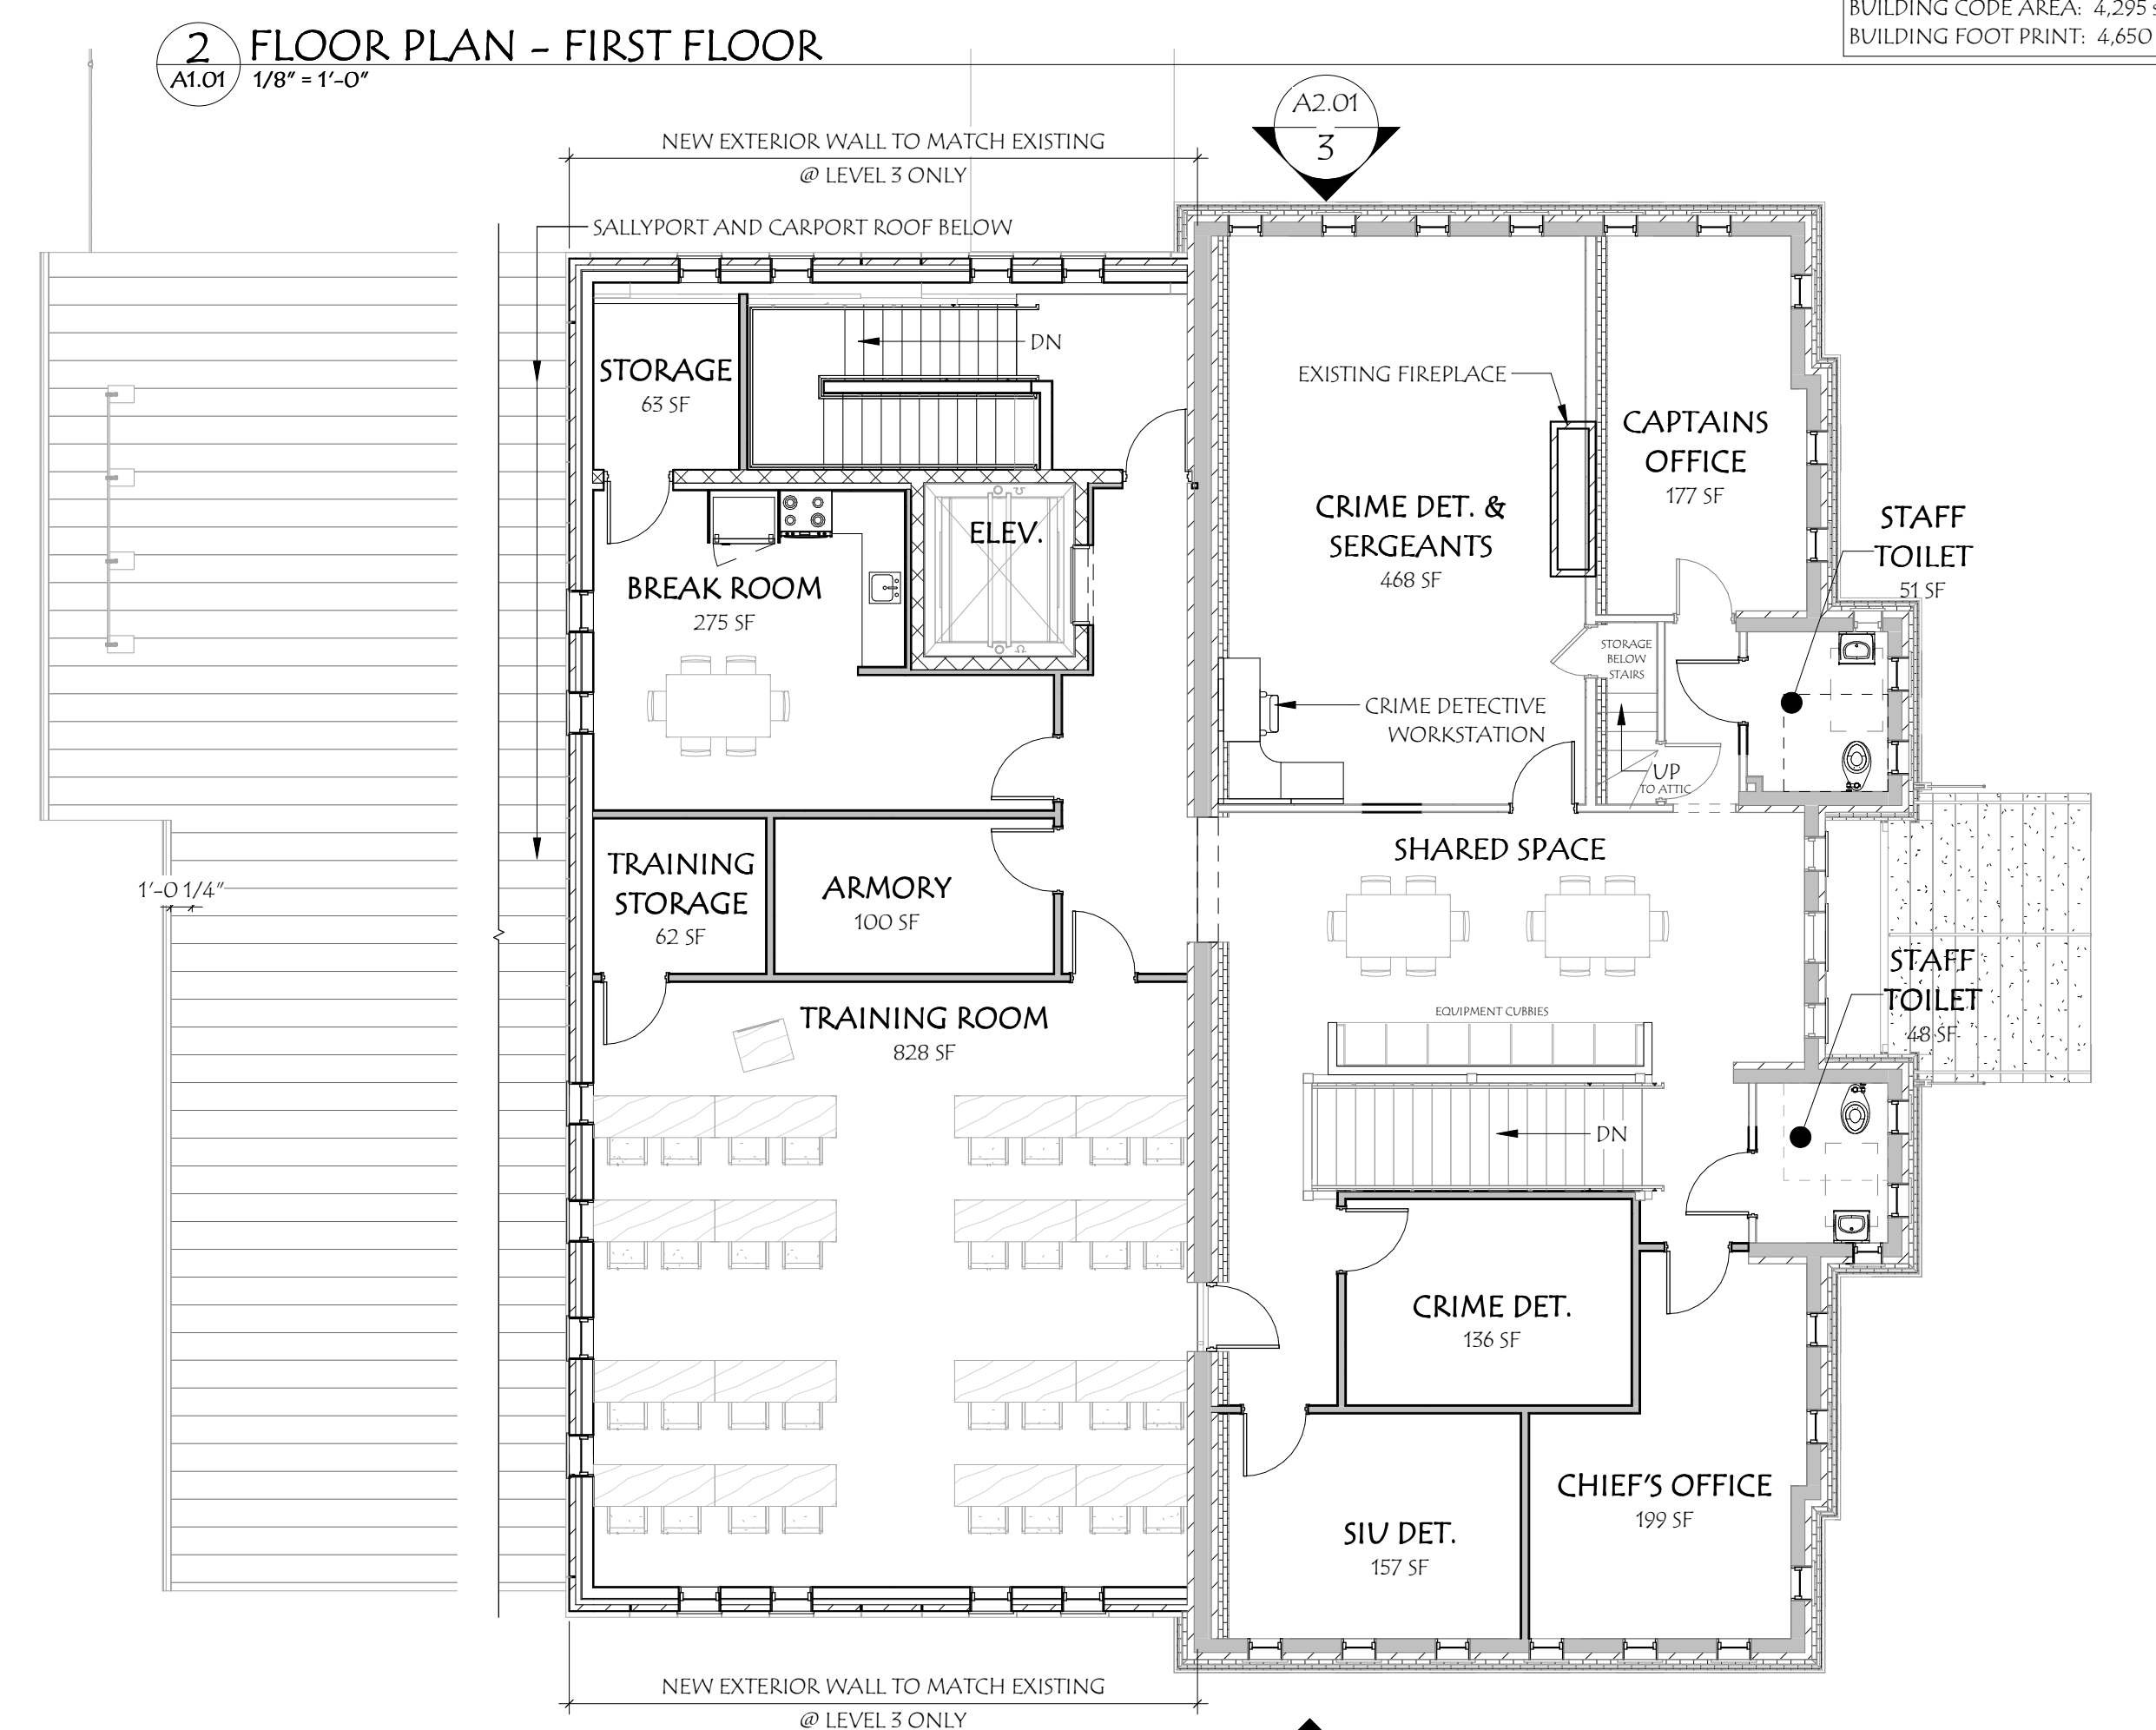 BUILDING CODE AREA: 4,295
BUILDING FOOT PRINT: 4,650
2
A1.01
FLOOR PLAN - FIRST FLOOR
1/8" = 1'-0"
A2.01
3
NEW EXTERIOR WALL TO MATCH EXISTING
@ LEVEL 3 ONLY
SALLYPORT AND CARPORT ROOF BELOW
DN
STORAGE
63 SF
EXISTING FIREPLACE
CAPTAINS
OFFICE
177 SF
CRIME DET. &
SERGEANTS
468 SF
STAFF
TOILET
51 SF
ELEV.
BREAK ROOM
275 SF
STORAGE
BELOW
STAIRS
CRIME DETECTIVE
WORKSTATION
UP
TO ATTIC
SHARED SPACE
TRAINING
STORAGE
62 SF
ARMORY
100 SF
1'-0 1/4"
STAFF
TOILET
48 SF
EQUIPMENT CUBBIES
TRAINING ROOM
828 SF
DN
CRIME DET.
136 SF
CHIEF'S OFFICE
199 SF
SIU DET.
157 SF
NEW EXTERIOR WALL TO MATCH EXISTING
@ LEVEL 3 ONLY